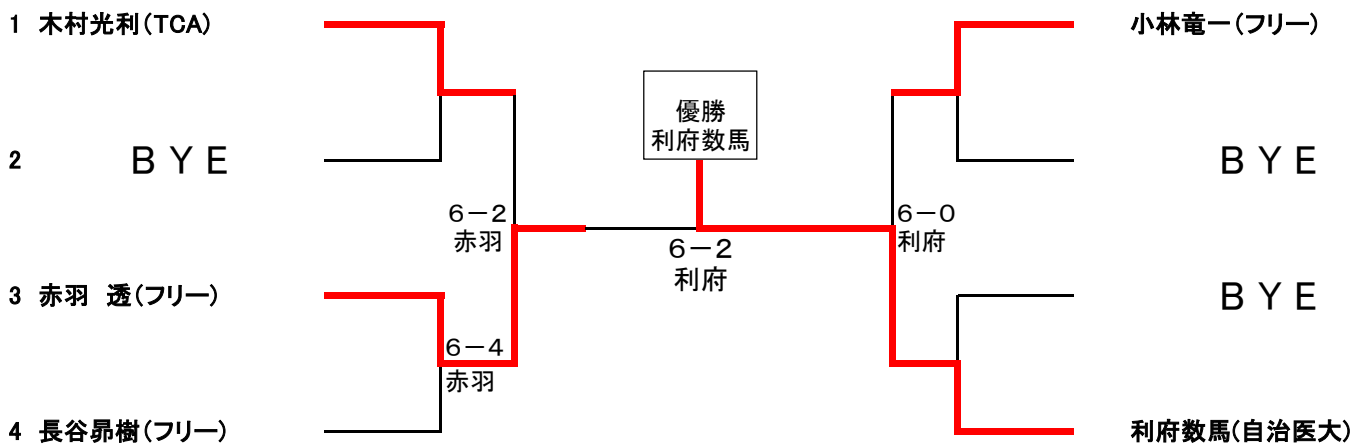 1 木村光利(TCA)
2 BYE
3 赤羽 透(フリー)
4 長谷昴樹(フリー)
6-2
赤羽
6-4
赤羽
優勝
利府数馬
6-2
利府
6-0
利府
小林竜一(フリー)
BYE
BYE
利府数馬(自治医大)